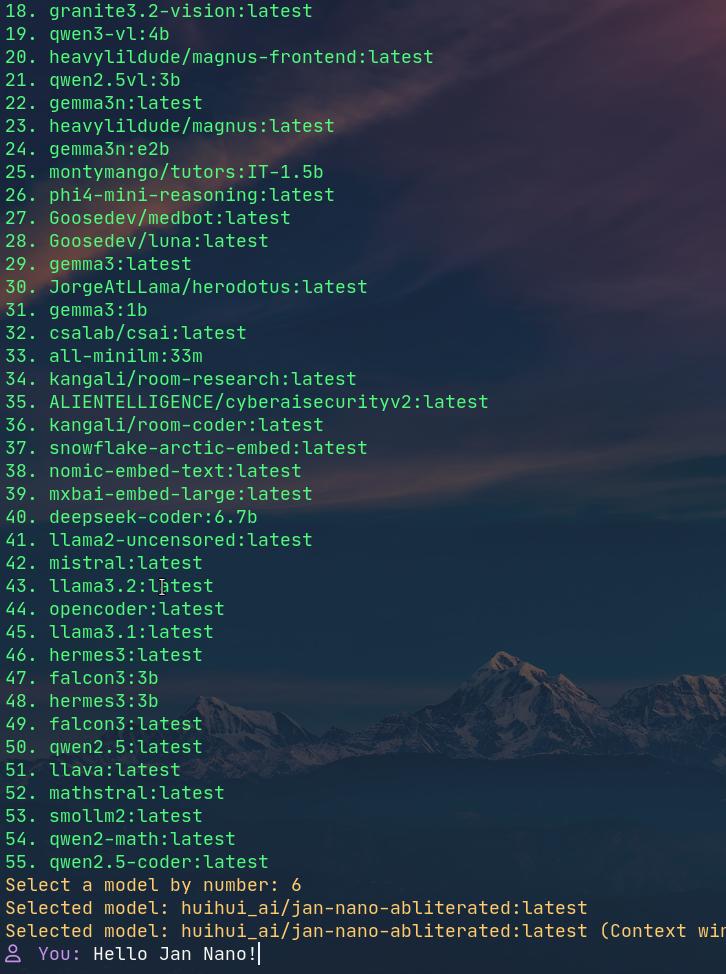 18. granite3.2-vision:latest
19. qwen3-vl:4b
20. heavylildude/magnus-frontend:latest
21. qwen2.5vl:3b
22. gemma3n:latest
23. heavylildude/magnus:latest
24. gemma3n:e2b
25. montymango/tutors:IT-1.5b
26. phi4-mini-reasoning:latest
27. Goosedev/medbot:latest
28. Goosedev/luna:latest
29. gemma3:latest
30. JorgeAtLLama/herodotus:latest
31. gemma3:1b
32. csalab/csai:latest
33. all-minilm:33m
34. kangali/room-research:latest
35. ALIENTELLIGENCE/cyberaisecurityv2:latest
36. kangali/room-coder:latest
37. snowflake-arctic-embed:latest
38. nomic-embed-text:latest
39. mxbai-embed-large:latest
40. deepseek-coder:6.7b
41. llama2-uncensored:latest
42. mistral:latest
43. llama3.2:latest
44. opencoder:latest
45. llama3.1:latest
46. hermes3:latest
47. falcon3:3b
48. hermes3:3b
49. falcon3:latest
50. qwen2.5:latest
51. llava:latest
52. mathstral:latest
53. smollm2:latest
54. qwen2-math:latest
55. qwen2.5-coder:latest
Select a model by number: 6
Selected model: huihui_ai/jan-nano-abliterated:latest
Selected model: huihui_ai/jan-nano-abliterated:latest (Context win
You: Hello Jan Nano!